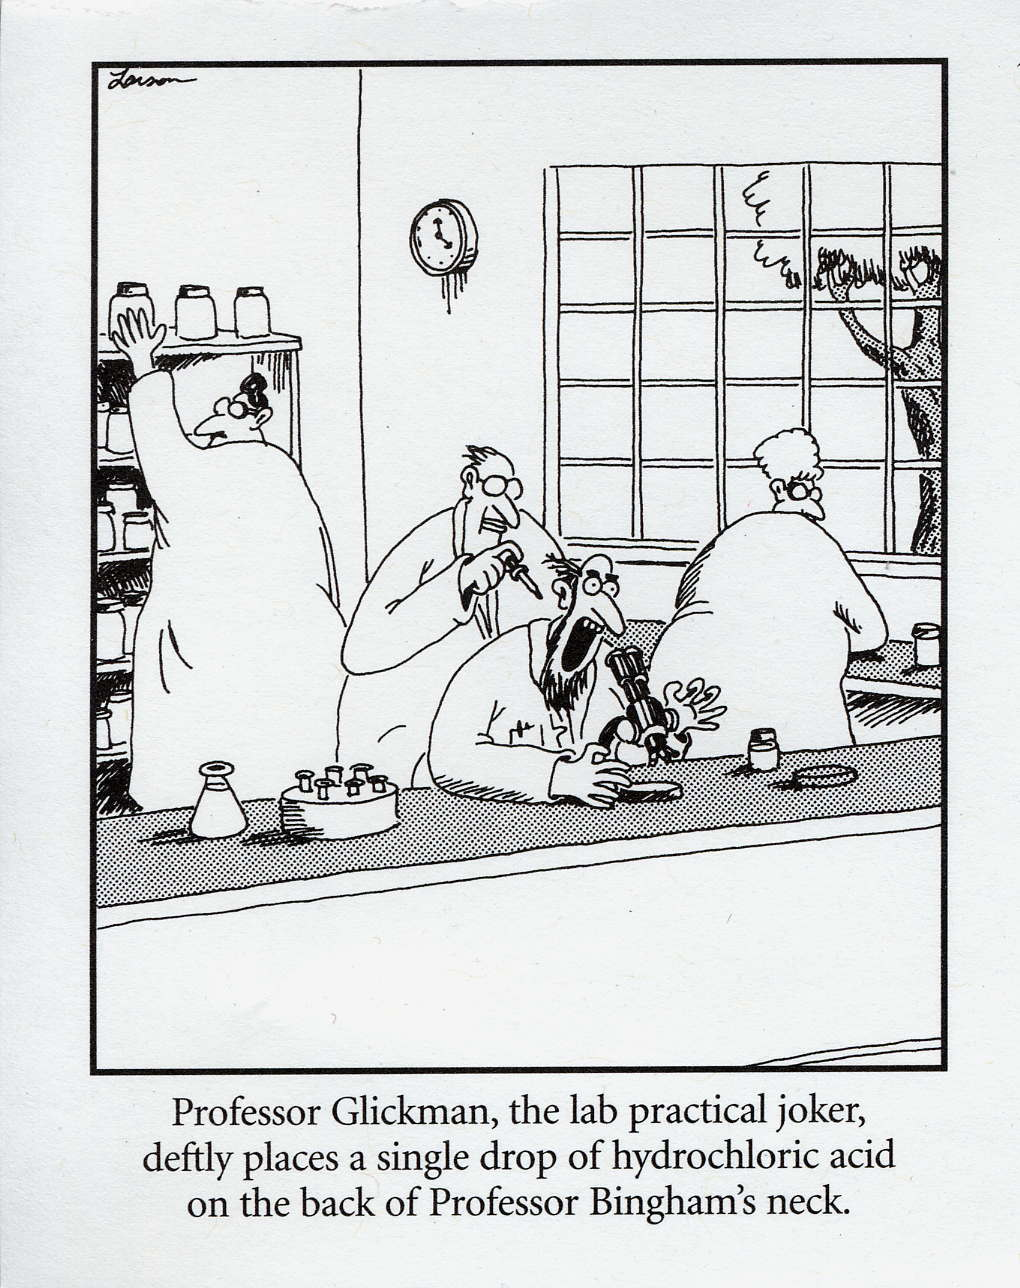 Larson
Professor Glickman, the lab practical joker,
deftly places a single drop of hydrochloric acid
on the back of Professor Bingham's neck.